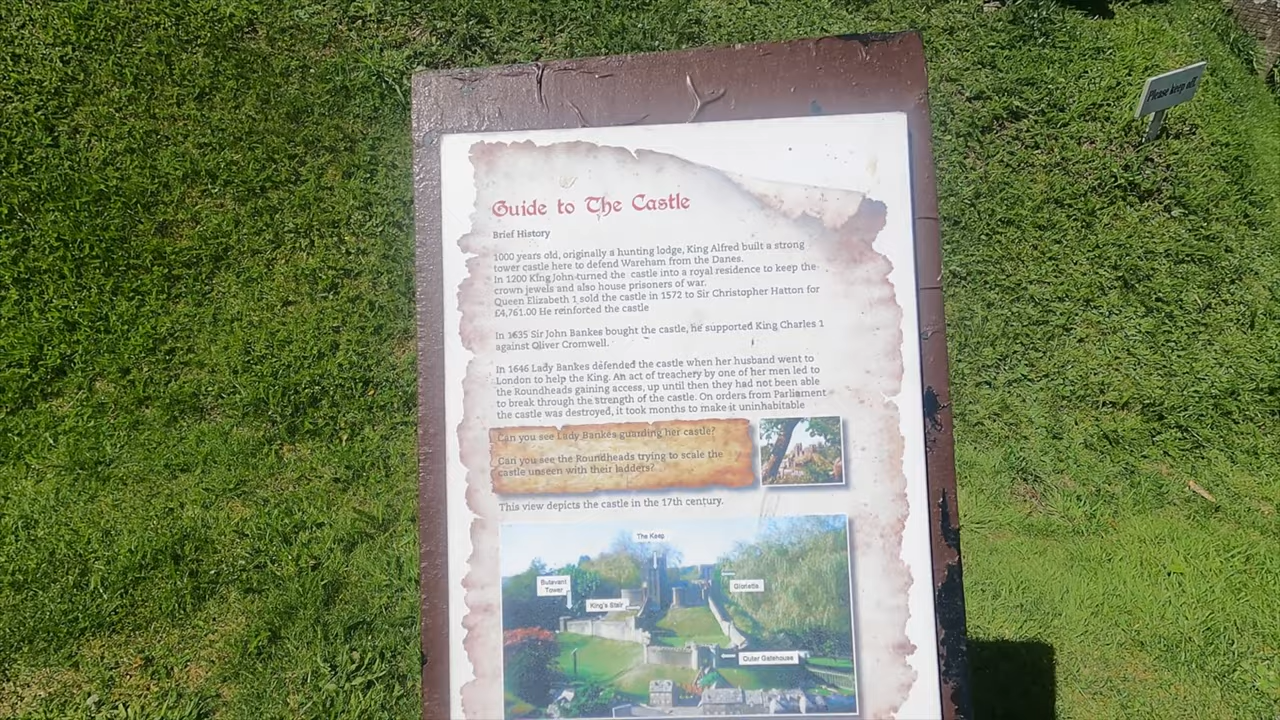 Please keep off.
Guide to The Castle
Brief History
1000 years old, originally a hunting lodge, King Alfred built a strong
tower castle here to defend Wareham from the Danes.
In 1200 King John turned the castle into a royal residence to keep the
crown jewels and also house prisoners of war.
Queen Elizabeth 1 sold the castle in 1572 to Sir Christopher Hatton for
£4,761.00 He reinforced the castle
In 1635 Sir John Bankes bought the castle, he supported King Charles 1
against Oliver Cromwell.
In 1646 Lady Bankes defended the castle when her husband went to
London to help the King. An act of treachery by one of her men led to
the Roundheads gaining access, up until then they had not been able
to break through the strength of the castle. On orders from Parliament
the castle was destroyed, it took months to make it uninhabitable
Can you see Lady Bankes guarding her castle?
Can you see the Roundheads trying to scale the
castle unseen with their ladders?
This view depicts the castle in the 17th century.
The Keep
Butavant
Tower
Gloriette
King's Stair
Outer Gatehouse